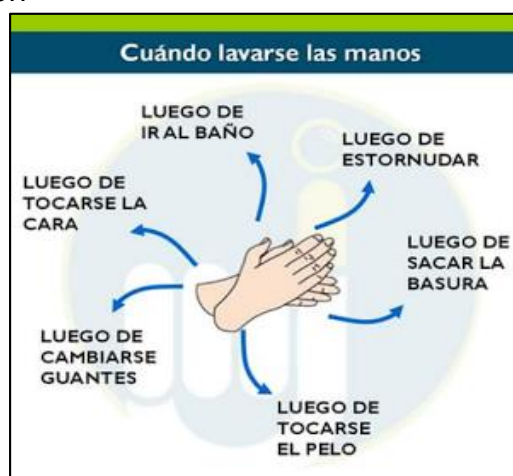 Cuándo lavarse las manos
LUEGO DE
IR AL BAÑO
LUEGO DE
ESTORNUDAR
LUEGO DE
TOCARSE LA
CARA
LUEGO DE
SACAR LA
BASURA
LUEGO DE
CAMBIARSE
GUANTES
LUEGO DE
TOCARSE
EL PELO